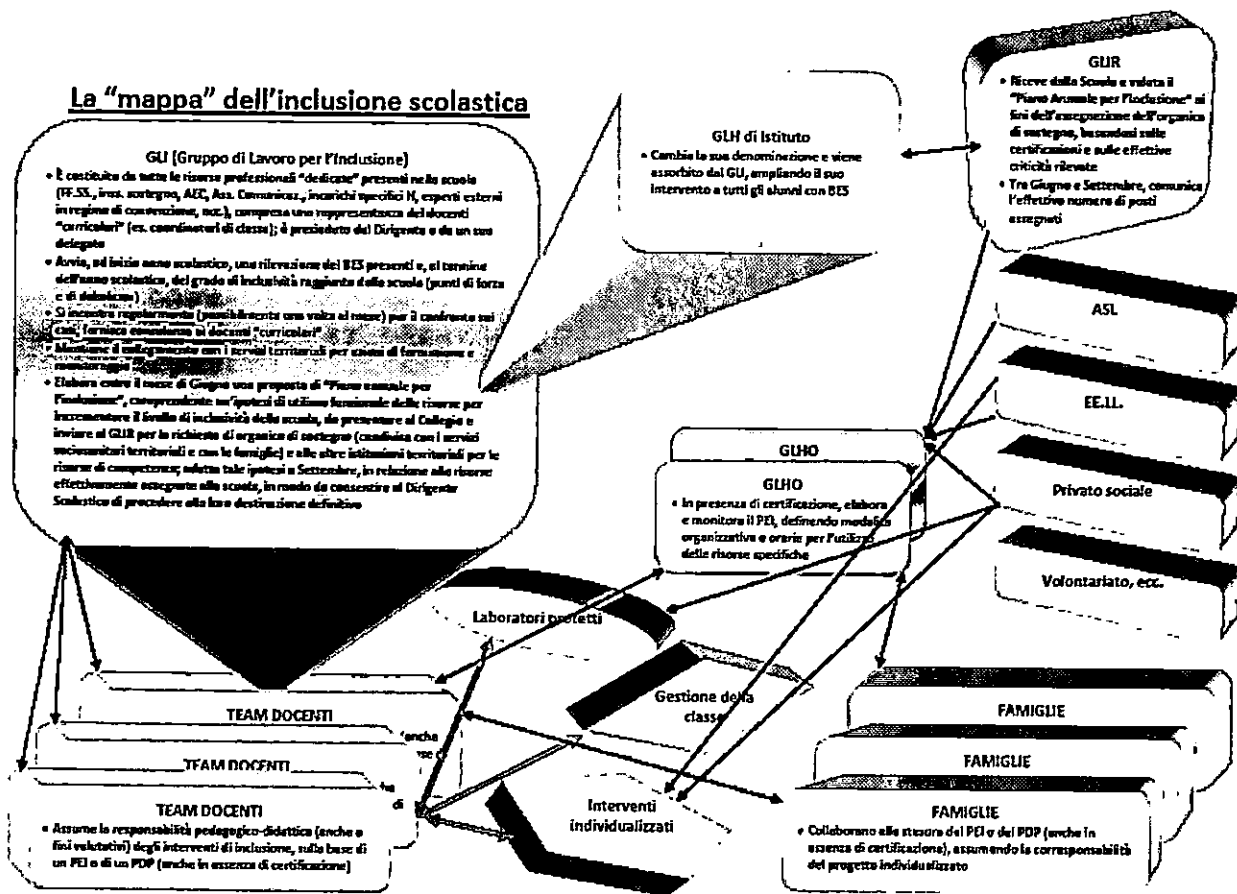 La “mappa” dell’inclusione scolastica
GLI (Gruppo di Lavoro per l’Inclusione)
• È costituito da tutte le risorse professionali “dedicate” presenti nella scuola
(FF.SS., inss. sostegno, AEC, Ass. Comunicaz., incarichi specifici H, esperti esterni
in regime di convenzione, ecc.), compresa una rappresentanza dei docenti
“curricolari” (es. coordinatori di classe); è presieduto dal Dirigente o da un suo
delegato
• Avvia, ad inizio anno scolastico, una rilevazione dei BES presenti e, al termine
dell’anno scolastico, del grado di inclusività raggiunto dalla scuola (punti di forza
e di debolezza)
• Si incontra regolarmente (possibilmente una volta al mese) per il confronto sui
casi, fornisce consulenza ai docenti “curricolari”
• Mantiene il collegamento con i servizi territoriali per azioni di formazione e
monitoraggio
• Elabora entro il mese di Giugno una proposta di “Piano annuale per
l’inclusione”, comprendente un’ipotesi di utilizzo funzionale delle risorse per
incrementare il livello di inclusività della scuola, da presentare al Collegio e
inviare al GLIR per la richiesta di organico di sostegno (condivisa con i servizi
sociosanitari territoriali e con le famiglie) e alle altre istituzioni territoriali per le
risorse di competenza; adatta tale ipotesi a Settembre, in relazione alle risorse
effettivamente assegnate alla scuola, in modo da consentire al Dirigente
Scolastico di procedere alla loro destinazione definitiva
GLH di Istituto
• Cambia la sua denominazione e viene
assorbito dal GLI, ampliando il suo
intervento a tutti gli alunni con BES
GLIR
• Riceve dalla Scuola e valuta il
“Piano Annuale per l’Inclusione” ai
fini dell’assegnazione dell’organico
di sostegno, basandosi sulle
certificazioni e sulle effettive
criticità rilevate
• Tra Giugno e Settembre, comunica
l’effettivo numero di posti
assegnati
ASL
EE.LL.
Privato sociale
Volontariato, ecc.
GLHO
GLHO
• In presenza di certificazione, elabora
e monitora il PEI, definendo modalità
organizzative e orarie per l’utilizzo
delle risorse specifiche
Laboratori protetti
Gestione della
classe
Interventi
individualizzati
TEAM DOCENTI
anche
TEAM DOCENTI
di
TEAM DOCENTI
• Assume la responsabilità pedagogico-didattica (anche a
fini valutativi) degli interventi di inclusione, sulla base di
un PEI o di un PDP (anche in assenza di certificazione)
FAMIGLIE
FAMIGLIE
FAMIGLIE
• Collaborano alla stesura del PEI o del PDP (anche in
assenza di certificazione), assumendo la corresponsabilità
del progetto individualizzato